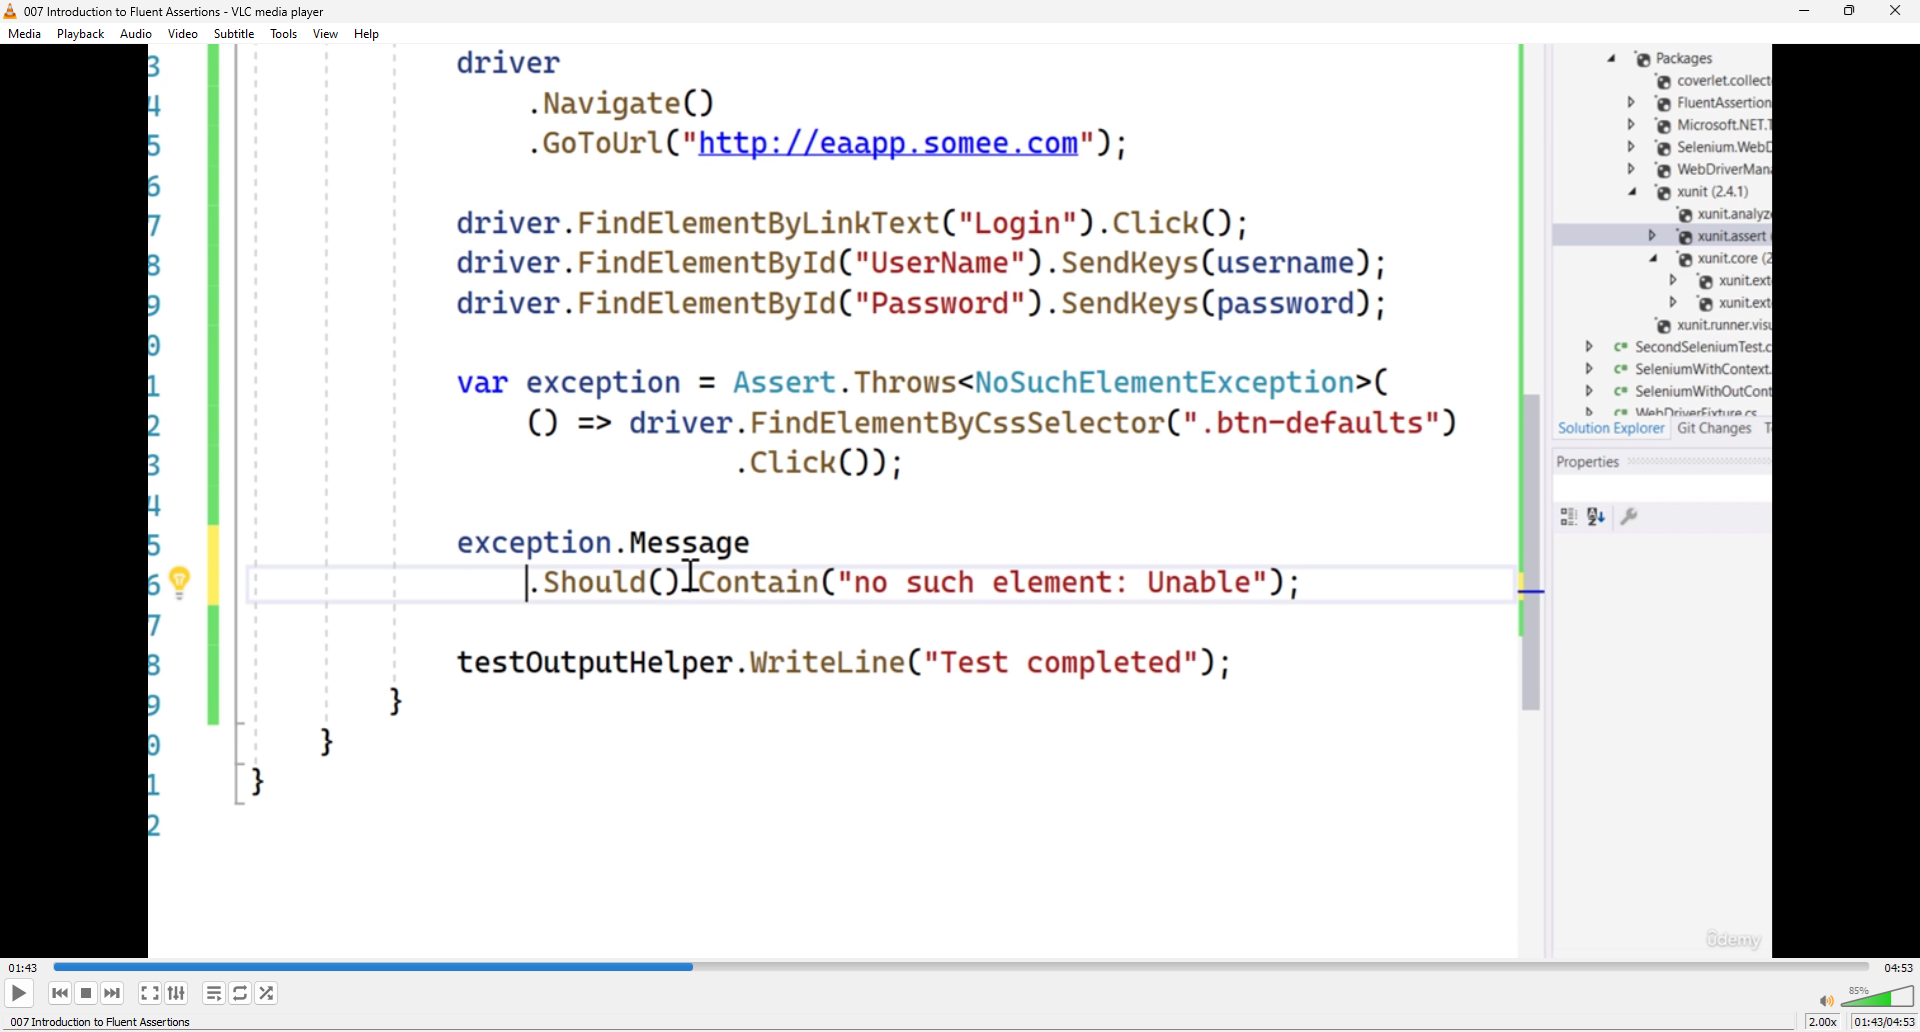 007 Introduction to Fluent Assertions - VLC media player
Media Playback Audio Video Subtitle Tools View Help
3 driver
4 .Navigate()
5 .GoToUrl("http://eaapp.somee.com");
6
7 driver.FindElementByLinkText("Login").Click();
8 driver.FindElementById("UserName").SendKeys(username);
9 driver.FindElementById("Password").SendKeys(password);
0
1 var exception = Assert.Throws<NoSuchElementException>(
2 () => driver.FindElementByCssSelector(".btn-defaults")
3 .Click());
4
5 exception.Message
6 .Should().Contain("no such element: Unable");
7
8 testOutputHelper.WriteLine("Test completed");
9 }
0 }
1 }
2
Packages
coverlet.collect
FluentAssertion
Microsoft.NET.T
Selenium.WebD
WebDriverMana
xunit (2.4.1)
xunit.analyze
xunit.assert (
xunit.core (2
xunit.ext
xunit.ext
xunit.runner.visu
C# SecondSeleniumTest.c
C# SeleniumWithContext.
C# SeleniumWithOutCont
C# WebDriverFixture.cs
Solution Explorer Git Changes T
Properties
ûdemy
01:43 04:53
85%
007 Introduction to Fluent Assertions 2.00x 01:43/04:53